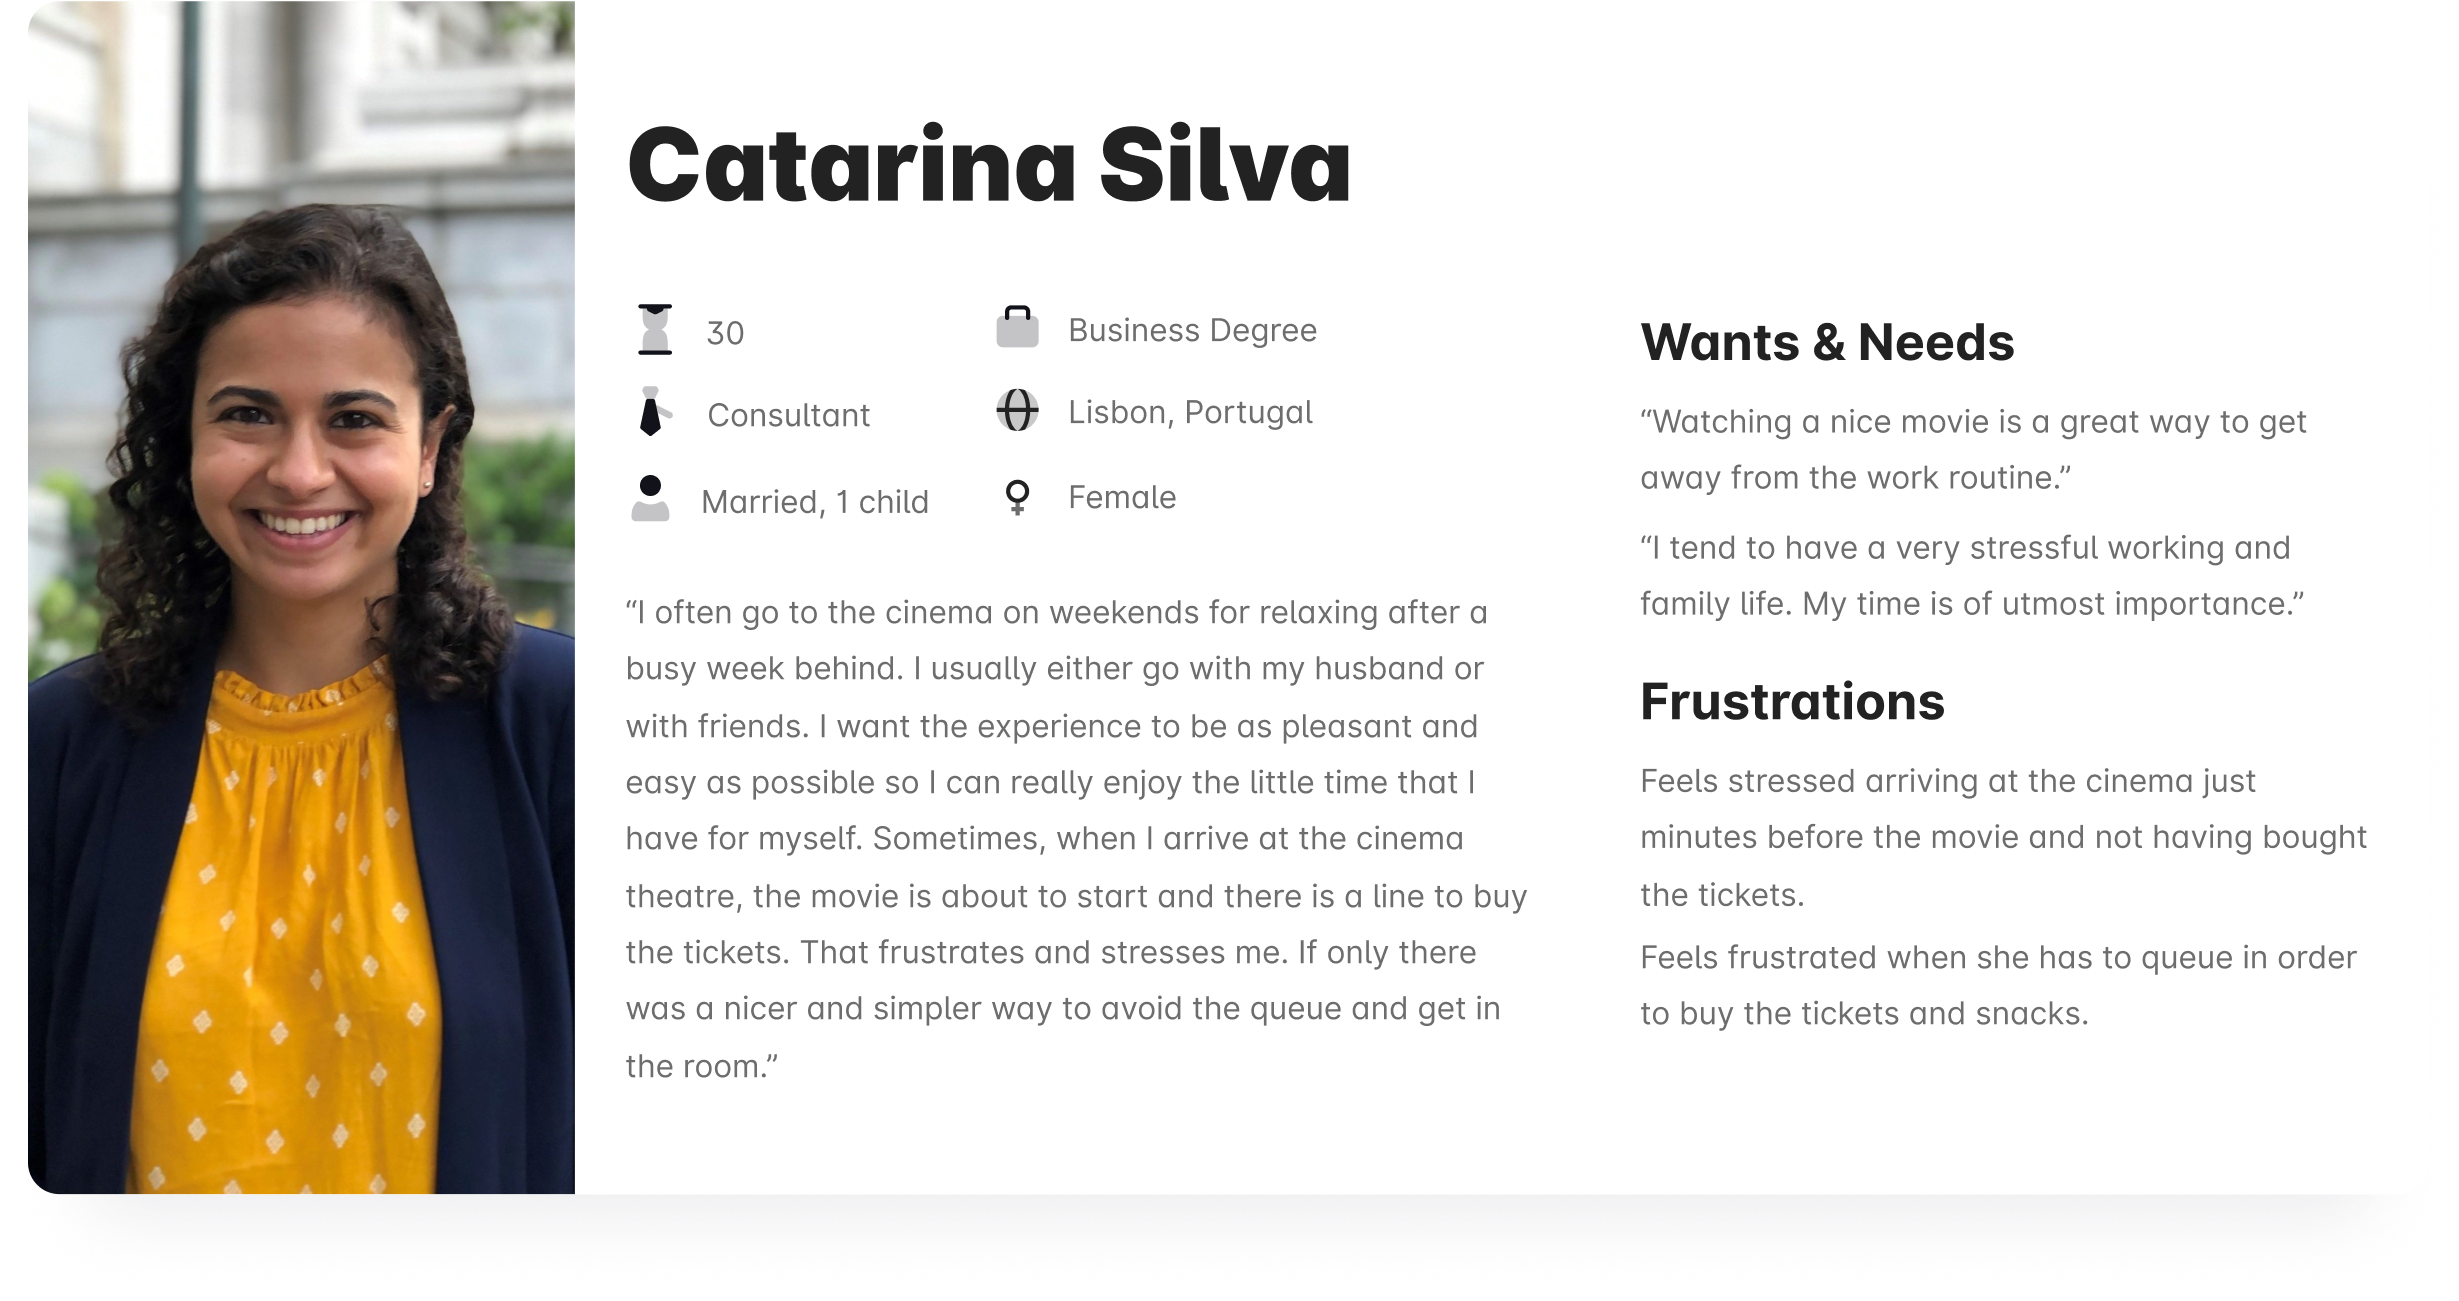 Catarina Silva
30
Business Degree
Consultant
Lisbon, Portugal
Married, 1 child
Female
“I often go to the cinema on weekends for relaxing after a
busy week behind. I usually either go with my husband or
with friends. I want the experience to be as pleasant and
easy as possible so I can really enjoy the little time that I
have for myself. Sometimes, when I arrive at the cinema
theatre, the movie is about to start and there is a line to buy
the tickets. That frustrates and stresses me. If only there
was a nicer and simpler way to avoid the queue and get in
the room.”
Wants & Needs
“Watching a nice movie is a great way to get
away from the work routine.”
“I tend to have a very stressful working and
family life. My time is of utmost importance.”
Frustrations
Feels stressed arriving at the cinema just
minutes before the movie and not having bought
the tickets.
Feels frustrated when she has to queue in order
to buy the tickets and snacks.